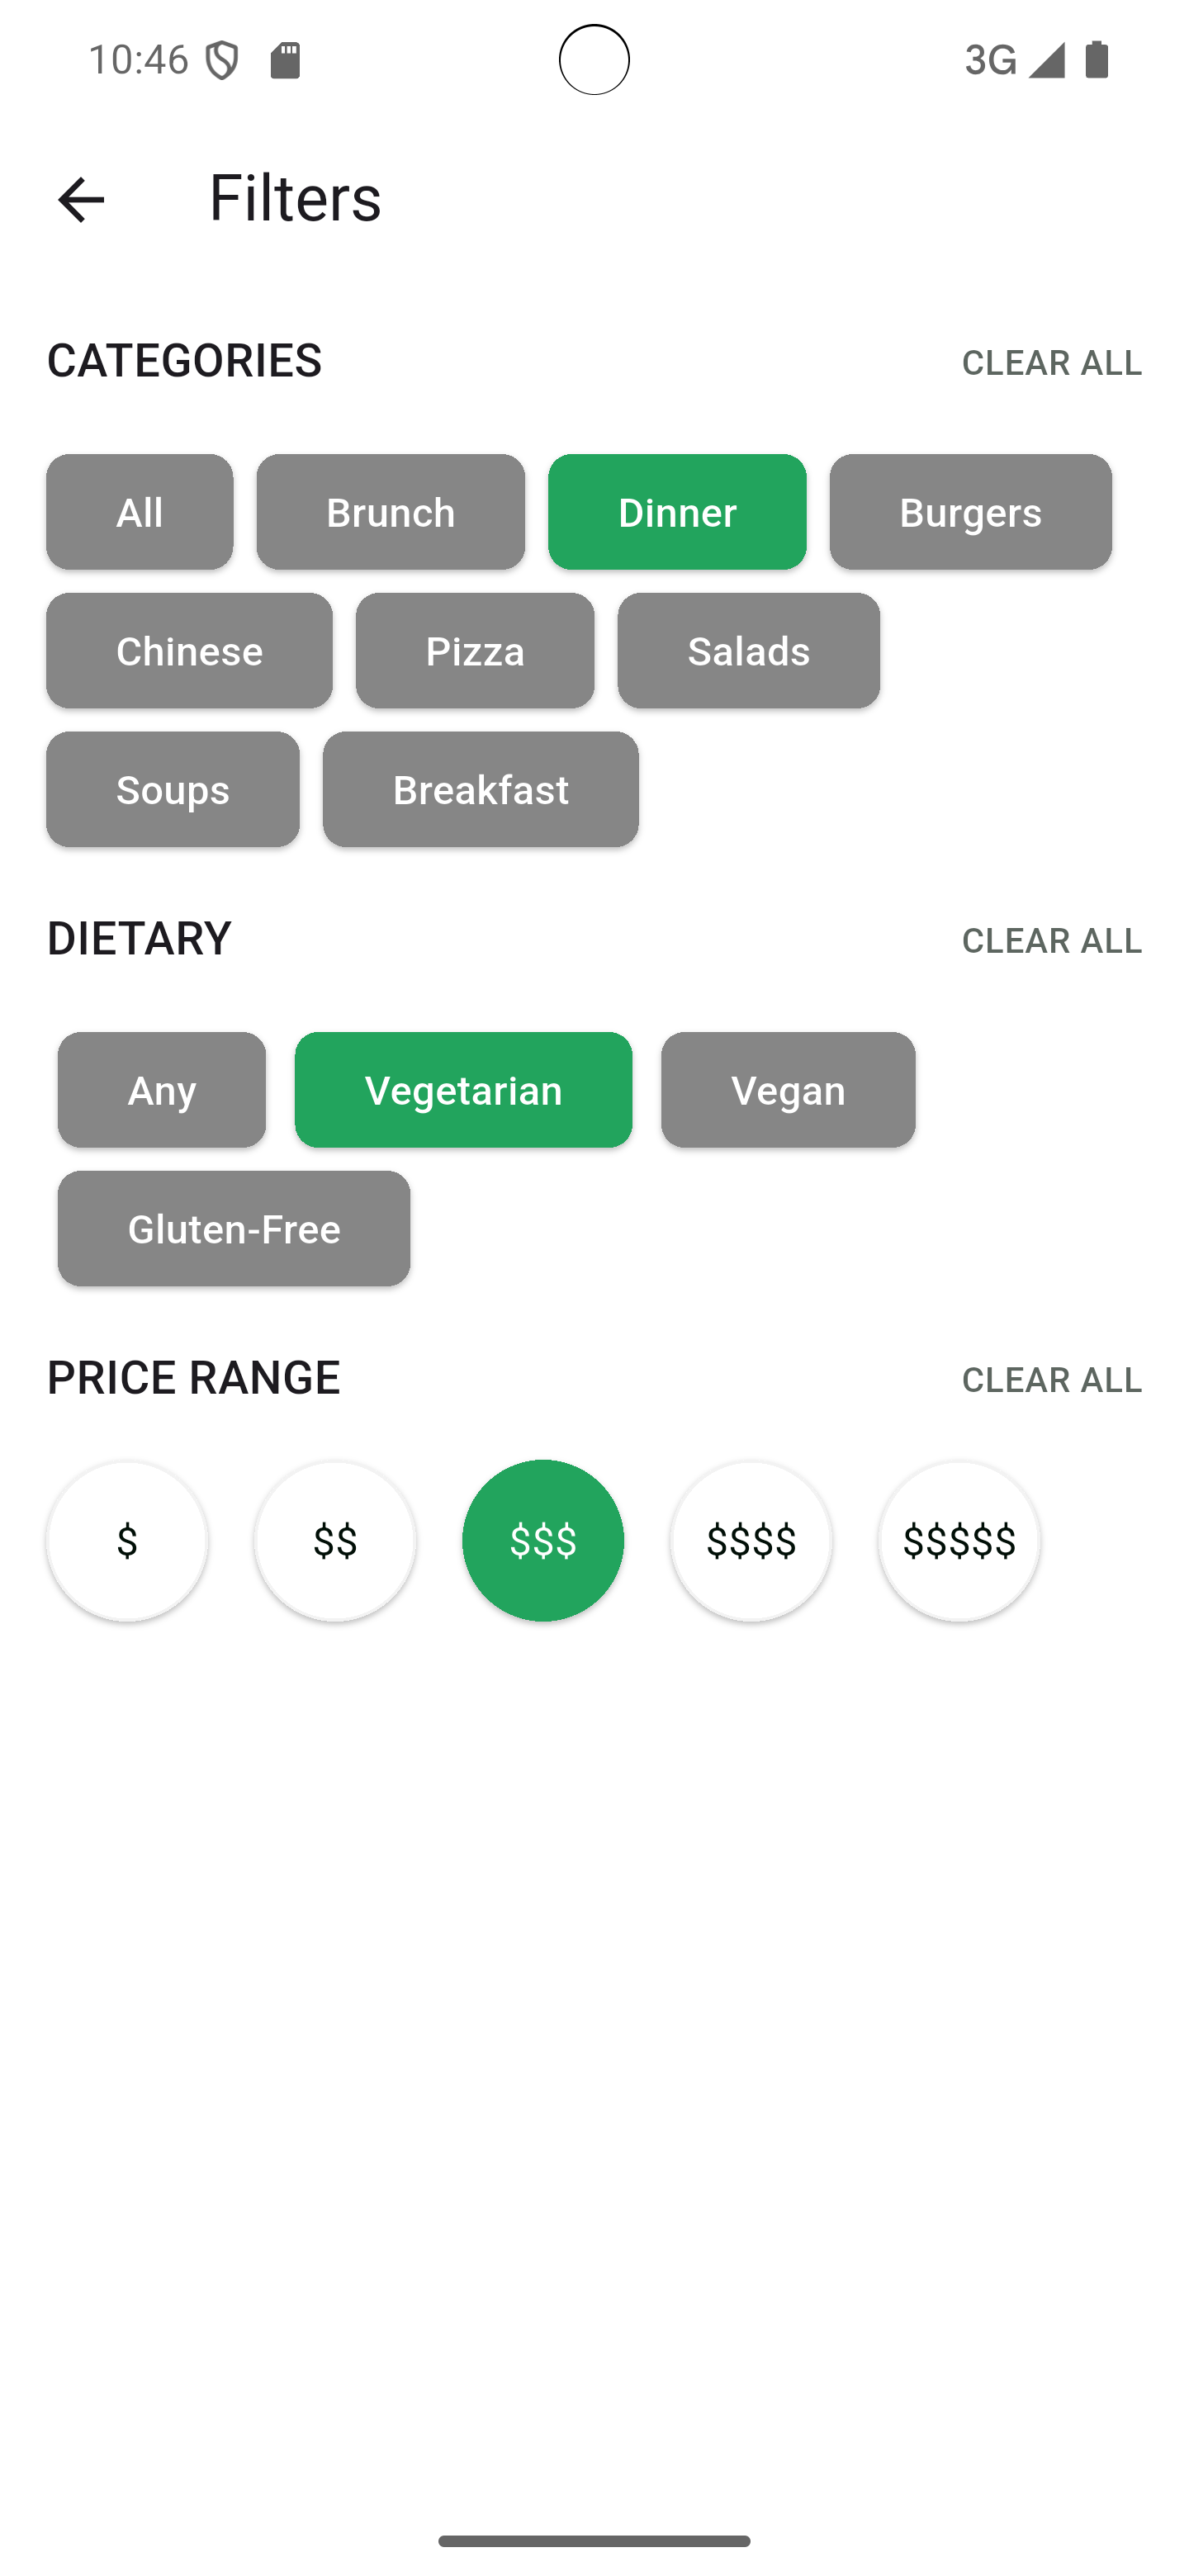 10:46 3G
Filters
CATEGORIES CLEAR ALL
All Brunch Dinner Burgers
Chinese Pizza Salads
Soups Breakfast
DIETARY CLEAR ALL
Any Vegetarian Vegan
Gluten-Free
PRICE RANGE CLEAR ALL
$ $$ $$$ $$$$ $$$$$